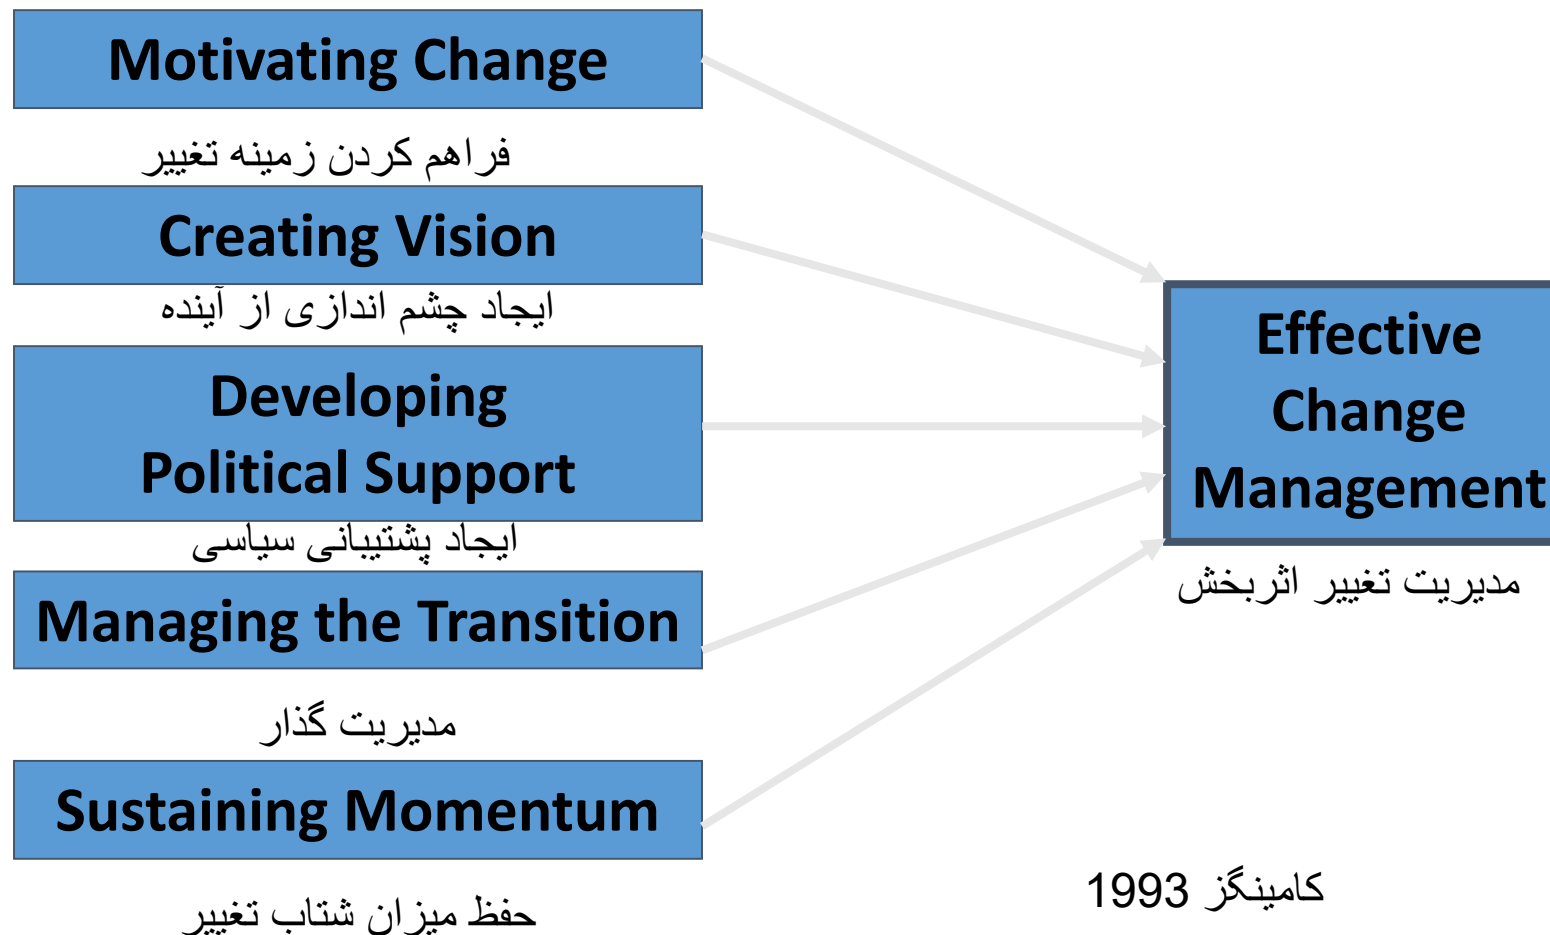 Motivating Change
فراهم کردن زمینه تغییر
Creating Vision
ایجاد چشم اندازی از آینده
Developing
Political Support
ایجاد پشتیبانی سیاسی
Managing the Transition
مدیریت گذار
Sustaining Momentum
حفظ میزان شتاب تغییر
Effective
Change
Management
مدیریت تغییر اثربخش
کامینگز 1993